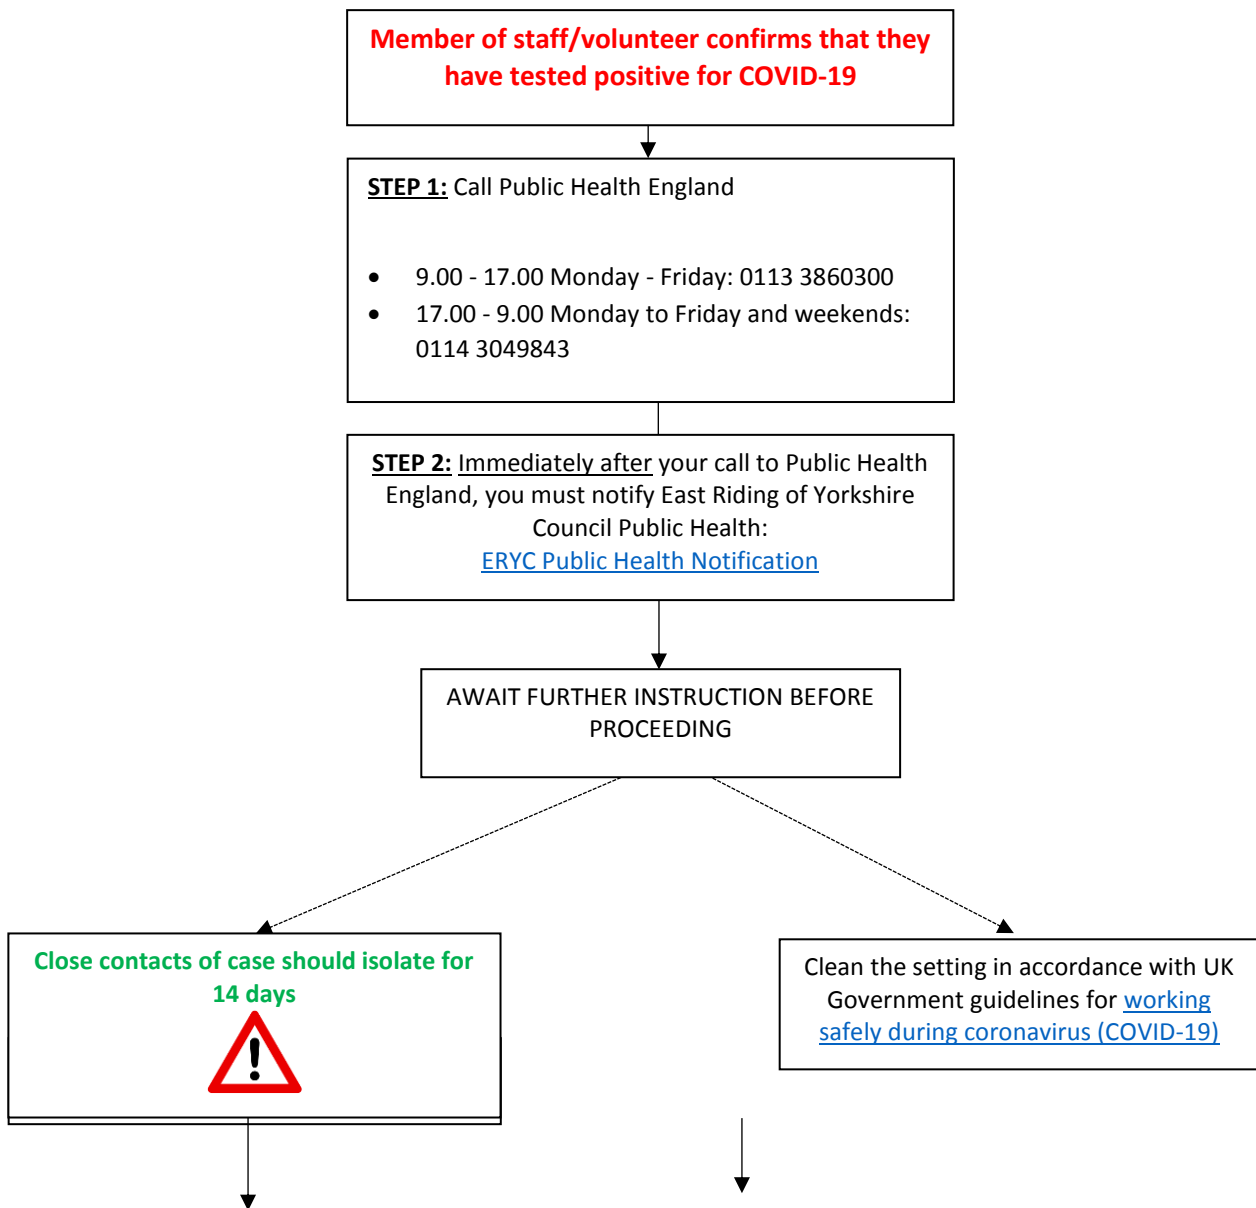 Member of staff/volunteer confirms that they
have tested positive for COVID-19
STEP 1: Call Public Health England
• 9.00 - 17.00 Monday - Friday: 0113 3860300
• 17.00 - 9.00 Monday to Friday and weekends:
0114 3049843
STEP 2: Immediately after your call to Public Health
England, you must notify East Riding of Yorkshire
Council Public Health:
ERYC Public Health Notification
AWAIT FURTHER INSTRUCTION BEFORE
PROCEEDING
Close contacts of case should isolate for
14 days
!
Clean the setting in accordance with UK
Government guidelines for working
safely during coronavirus (COVID-19)